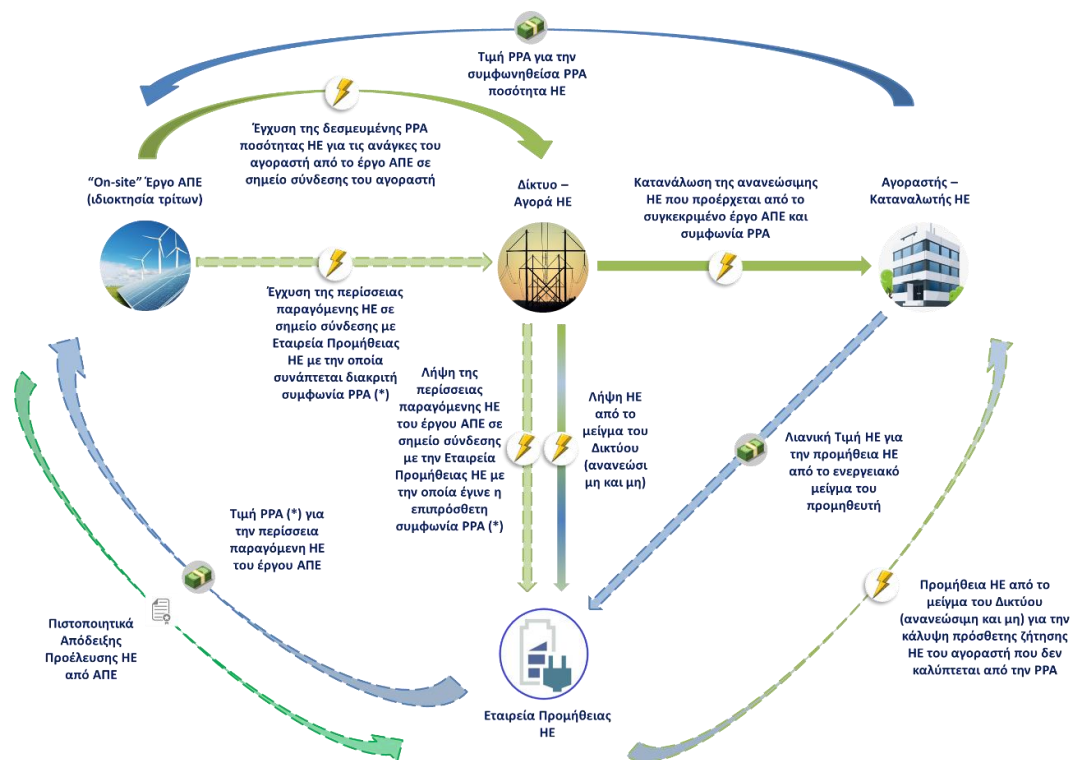 Τιμή PPA για την
συμφωνηθείσα PPA
ποσότητα ΗΕ
Έγχυση της δεσμευμένης PPA
ποσότητας ΗΕ για τις ανάγκες του
αγοραστή από το έργο ΑΠΕ σε
σημείο σύνδεσης του αγοραστή
“On-site” Έργο ΑΠΕ
(ιδιοκτησία τρίτων)
Δίκτυο –
Αγορά ΗΕ
Κατανάλωση της ανανεώσιμης
ΗΕ που προέρχεται από το
συγκεκριμένο έργο ΑΠΕ και
συμφωνία PPA
Αγοραστής –
Καταναλωτής ΗΕ
Έγχυση της περίσσειας
παραγόμενης ΗΕ σε
σημείο σύνδεσης με
Εταιρεία Προμήθειας
ΗΕ με την οποία
συνάπτεται διακριτή
συμφωνία PPA (*)
Λήψη της
περίσσειας
παραγόμενης ΗΕ
του έργου ΑΠΕ σε
σημείο σύνδεσης
με την Εταιρεία
Προμήθειας ΗΕ με
την οποία έγινε η
επιπρόσθετη
συμφωνία PPA (*)
Λήψη ΗΕ
από το
μείγμα του
Δικτύου
(ανανεώσι
μη και μη)
Λιανική Τιμή ΗΕ για
την προμήθεια ΗΕ
από το ενεργειακό
μείγμα του
προμηθευτή
Τιμή PPA (*) για
την περίσσεια
παραγόμενη ΗΕ
του έργου ΑΠΕ
Πιστοποιητικά
Απόδειξης
Προέλευσης ΗΕ
από ΑΠΕ
Προμήθεια ΗΕ από το
μείγμα του Δικτύου
(ανανεώσιμη και μη) για την
κάλυψη πρόσθετης ζήτησης
ΗΕ του αγοραστή που δεν
καλύπτεται από την PPA
Εταιρεία Προμήθειας
ΗΕ